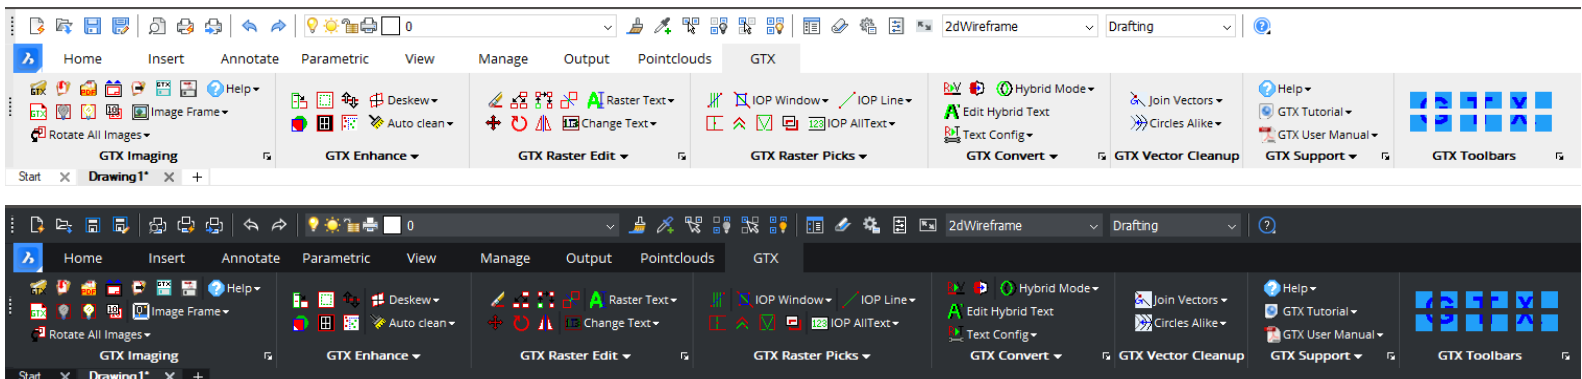 0 2dWireframe Drafting
Home Insert Annotate Parametric View Manage Output Pointclouds GTX
Help
Deskew Raster Text IOP Window IOP Line Hybrid Mode Join Vectors Help
Image Frame Edit Hybrid Text GTX Tutorial
Auto clean Change Text 123 IOP AllText Circles Alike
Rotate All Images Text Config GTX User Manual
GTX Imaging GTX Enhance GTX Raster Edit GTX Raster Picks GTX Convert GTX Vector Cleanup GTX Support GTX Toolbars
G T X
Start Drawing1*
0 2dWireframe Drafting
Home Insert Annotate Parametric View Manage Output Pointclouds GTX
Help
Deskew Raster Text IOP Window IOP Line Hybrid Mode Join Vectors Help
Image Frame Edit Hybrid Text GTX Tutorial
Auto clean Change Text 123 IOP AllText Circles Alike
Rotate All Images Text Config GTX User Manual
GTX Imaging GTX Enhance GTX Raster Edit GTX Raster Picks GTX Convert GTX Vector Cleanup GTX Support GTX Toolbars
G T X
Start Drawing1*